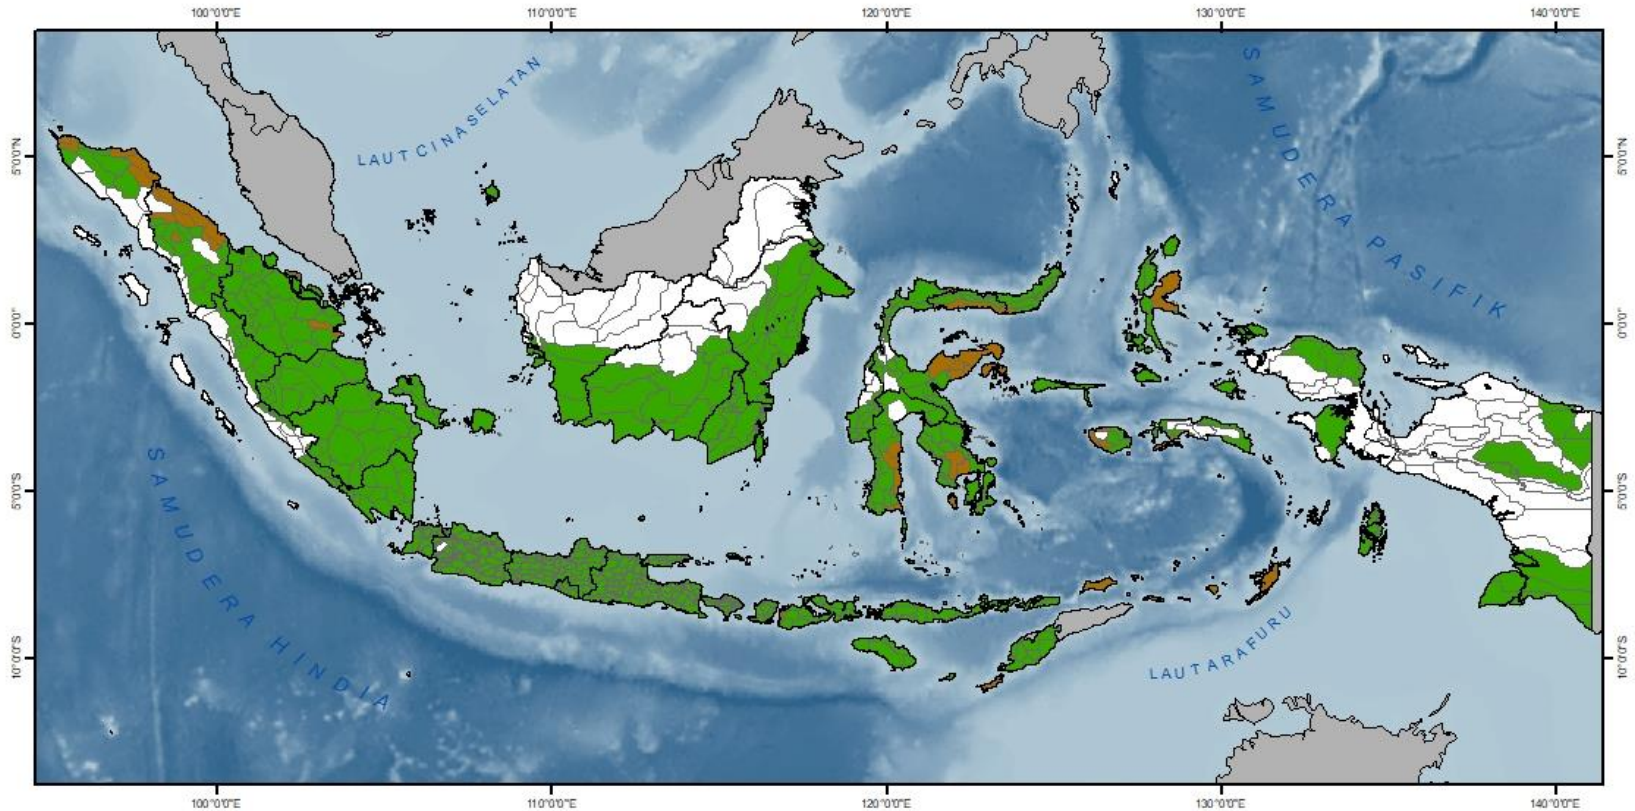 100°0'0"E 110°0'0"E 120°0'0"E 130°0'0"E 140°0'0"E
5°0'0"N 5°0'0"N
LAUT CINA SELATAN
SAMUDERA PASIFIK
0°0'0" 0°0'0"
5°0'0"S 5°0'0"S
SAMUDERA HINDIA
LAUT ARAFURU
10°0'0"S 10°0'0"S
100°0'0"E 110°0'0"E 120°0'0"E 130°0'0"E 140°0'0"E